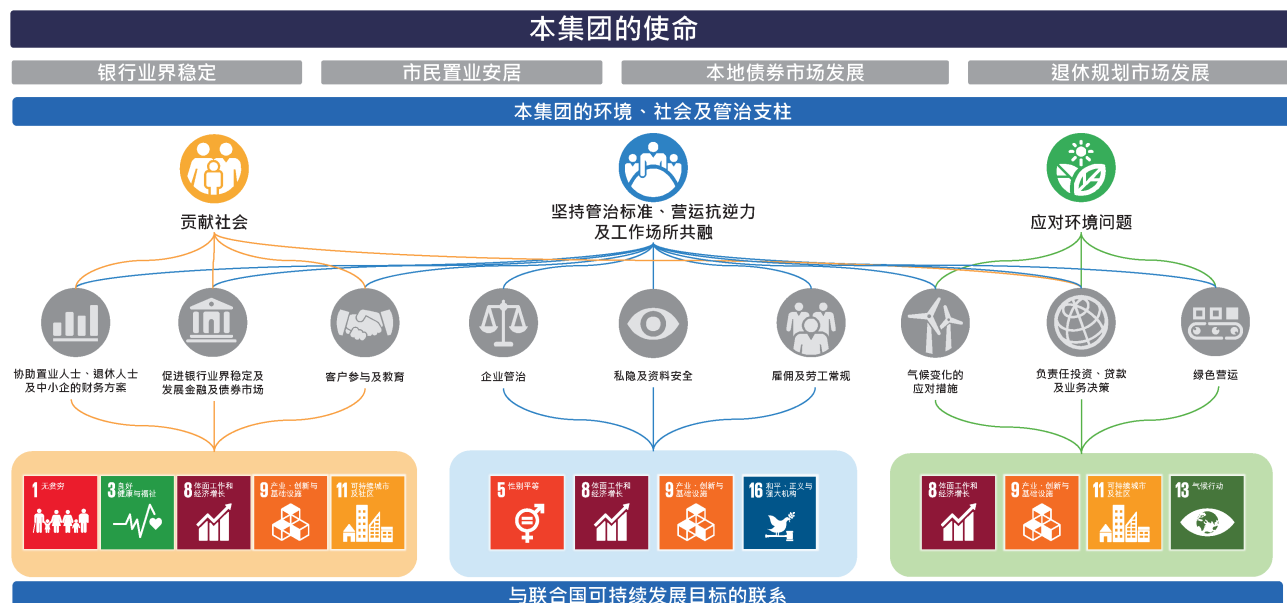 本集团的使命
银行业界稳定
市民置业安居
本地债券市场发展
退休规划市场发展
本集团的环境、社会及管治支柱
贡献社会
坚持管治标准、营运抗逆力
及工作场所共融
应对环境问题
协助置业人士、退休人士
及中小企的财务方案
促进银行业界稳定及
发展金融及债券市场
客户参与及教育
企业管治
私隐及资料安全
雇佣及劳工常规
气候变化的
应对措施
负责任投资、贷款
及业务决策
绿色营运
1 无贫穷
3 良好
健康与福祉
8 体面工作和
经济增长
9 产业·创新与
基础设施
11 可持续城市
及社区
5 性别平等
8 体面工作和
经济增长
9 产业·创新与
基础设施
16 和平·正义与
强大机构
8 体面工作和
经济增长
9 产业·创新与
基础设施
11 可持续城市
及社区
13 气候行动
与联合国可持续发展目标的联系